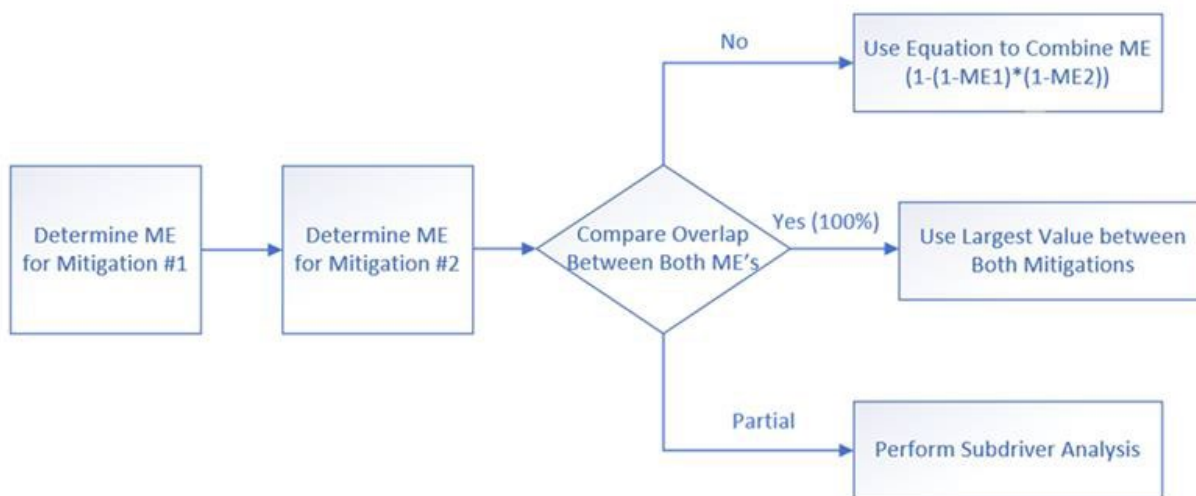 Determine ME
for Mitigation #1
Determine ME
for Mitigation #2
Compare Overlap
Between Both ME's
No
Use Equation to Combine ME
(1-(1-ME1)*(1-ME2))
Yes (100%)
Use Largest Value between
Both Mitigations
Partial
Perform Subdriver Analysis